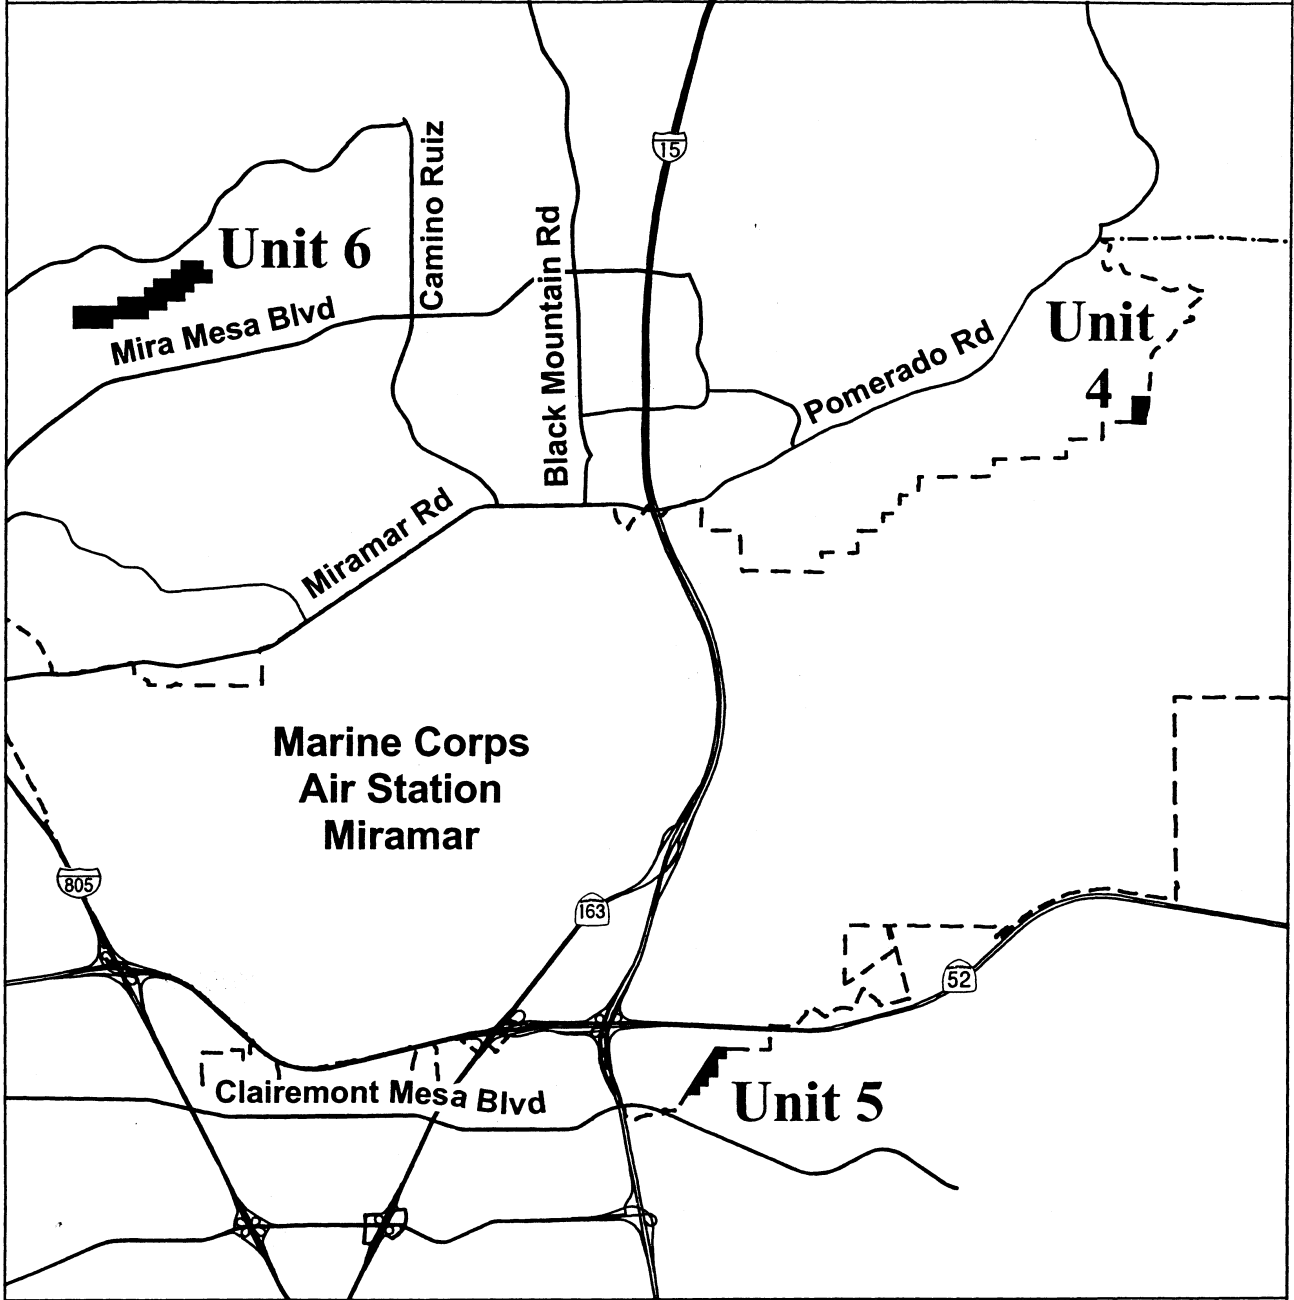 15
Camino Ruiz
Unit 6
Black Mountain Rd
Mira Mesa Blvd
Unit
4
Pomerado Rd
Miramar Rd
Marine Corps
Air Station
Miramar
805
163
52
Clairemont Mesa Blvd
Unit 5